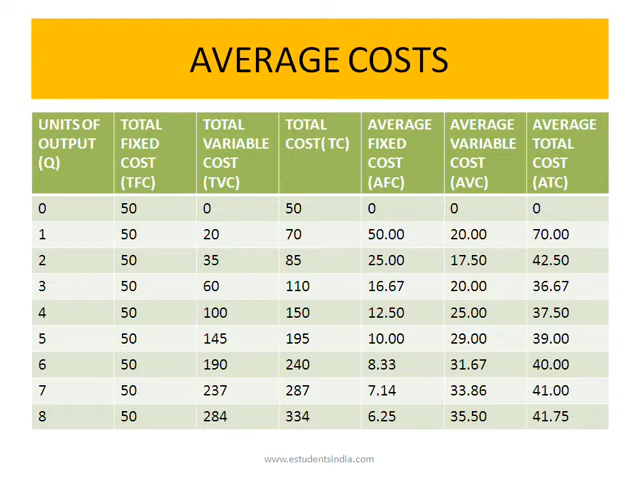 AVERAGE COSTS
UNITS OF OUTPUT (Q) TOTAL FIXED COST (TFC) TOTAL VARIABLE COST (TVC) TOTAL COST( TC) AVERAGE FIXED COST (AFC) AVERAGE VARIABLE COST (AVC) AVERAGE TOTAL COST (ATC)
0 50 0 50 0 0 0
1 50 20 70 50.00 20.00 70.00
2 50 35 85 25.00 17.50 42.50
3 50 60 110 16.67 20.00 36.67
4 50 100 150 12.50 25.00 37.50
5 50 145 195 10.00 29.00 39.00
6 50 190 240 8.33 31.67 40.00
7 50 237 287 7.14 33.86 41.00
8 50 284 334 6.25 35.50 41.75
www.estudentsindia.com